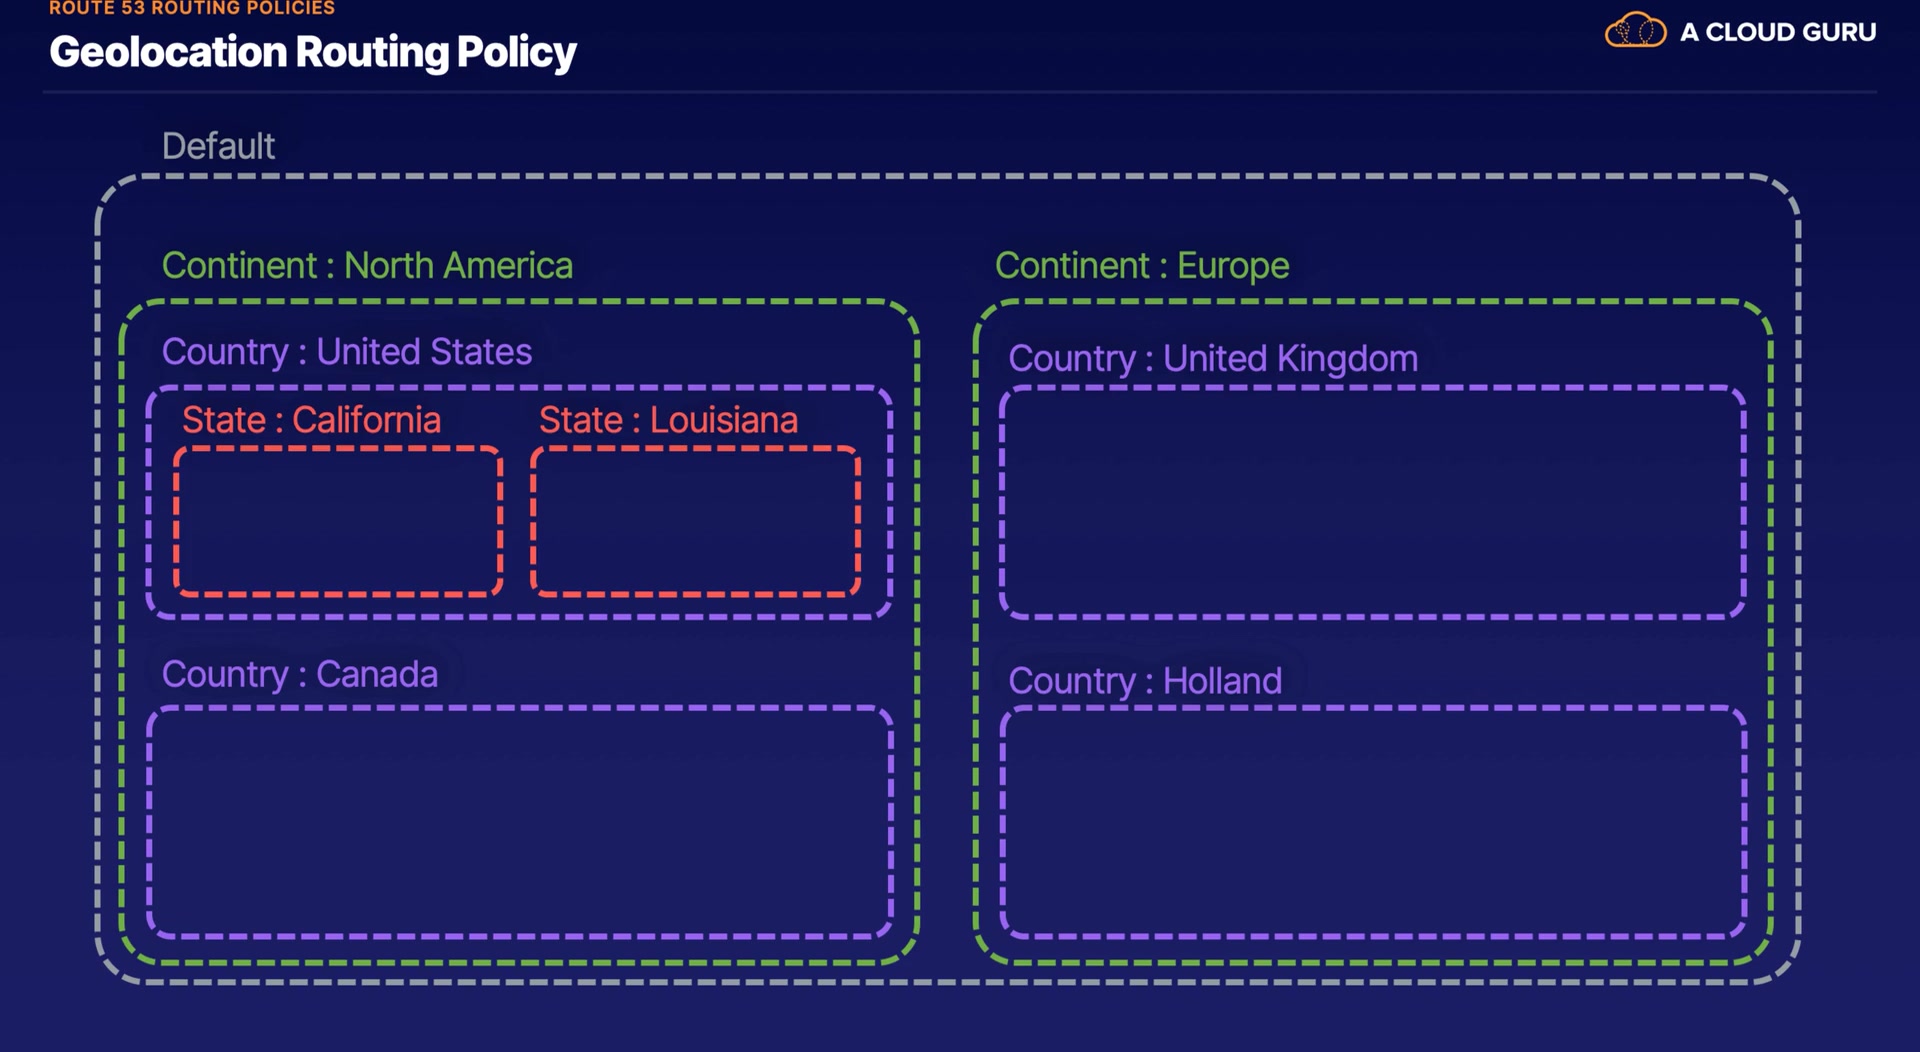 ROUTE 53 ROUTING POLICIES
Geolocation Routing Policy
A CLOUD GURU
Default
Continent : North America
Country : United States
State : California
State : Louisiana
Country : Canada
Continent : Europe
Country : United Kingdom
Country : Holland